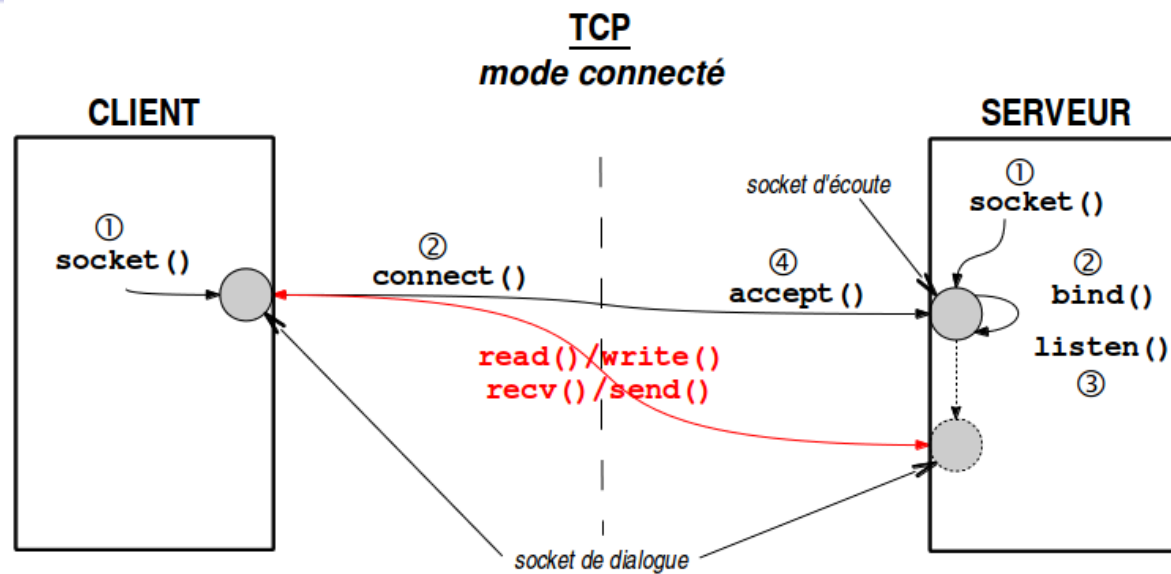 TCP
mode connecté
CLIENT
SERVEUR
①
socket()
②
connect()
socket d'écoute
④
accept()
①
socket()
②
bind()
listen()
③
read()/write()
recv()/send()
socket de dialogue